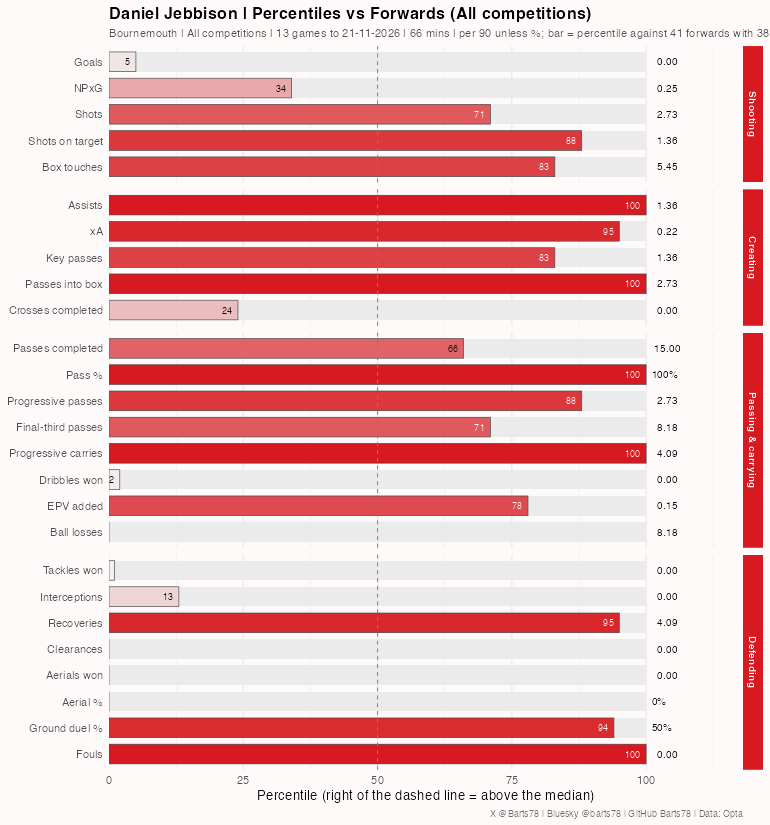 Daniel Jebbison | Percentiles vs Forwards (All competitions)
Bournemouth | All competitions | 13 games to 21-11-2026 | 66 mins | per 90 unless %; bar = percentile against 41 forwards with 38
Goals 5 0.00
NPxG 34 0.25
Shots 71 2.73
Shots on target 88 1.36
Box touches 83 5.45
Shooting
Assists 100 1.36
xA 95 0.22
Key passes 83 1.36
Passes into box 100 2.73
Crosses completed 24 0.00
Creating
Passes completed 66 15.00
Pass % 100 100%
Progressive passes 88 2.73
Final-third passes 71 8.18
Progressive carries 100 4.09
Dribbles won 2 0.00
EPV added 78 0.15
Ball losses 8.18
Passing & carrying
Tackles won 0.00
Interceptions 13 0.00
Recoveries 95 4.09
Clearances 0.00
Aerials won 0.00
Aerial % 0%
Ground duel % 94 50%
Fouls 100 0.00
Defending
0 25 50 75 100
Percentile (right of the dashed line = above the median)
X @Barts78 | Bluesky @barts78 | GitHub Barts78 | Data: Opta